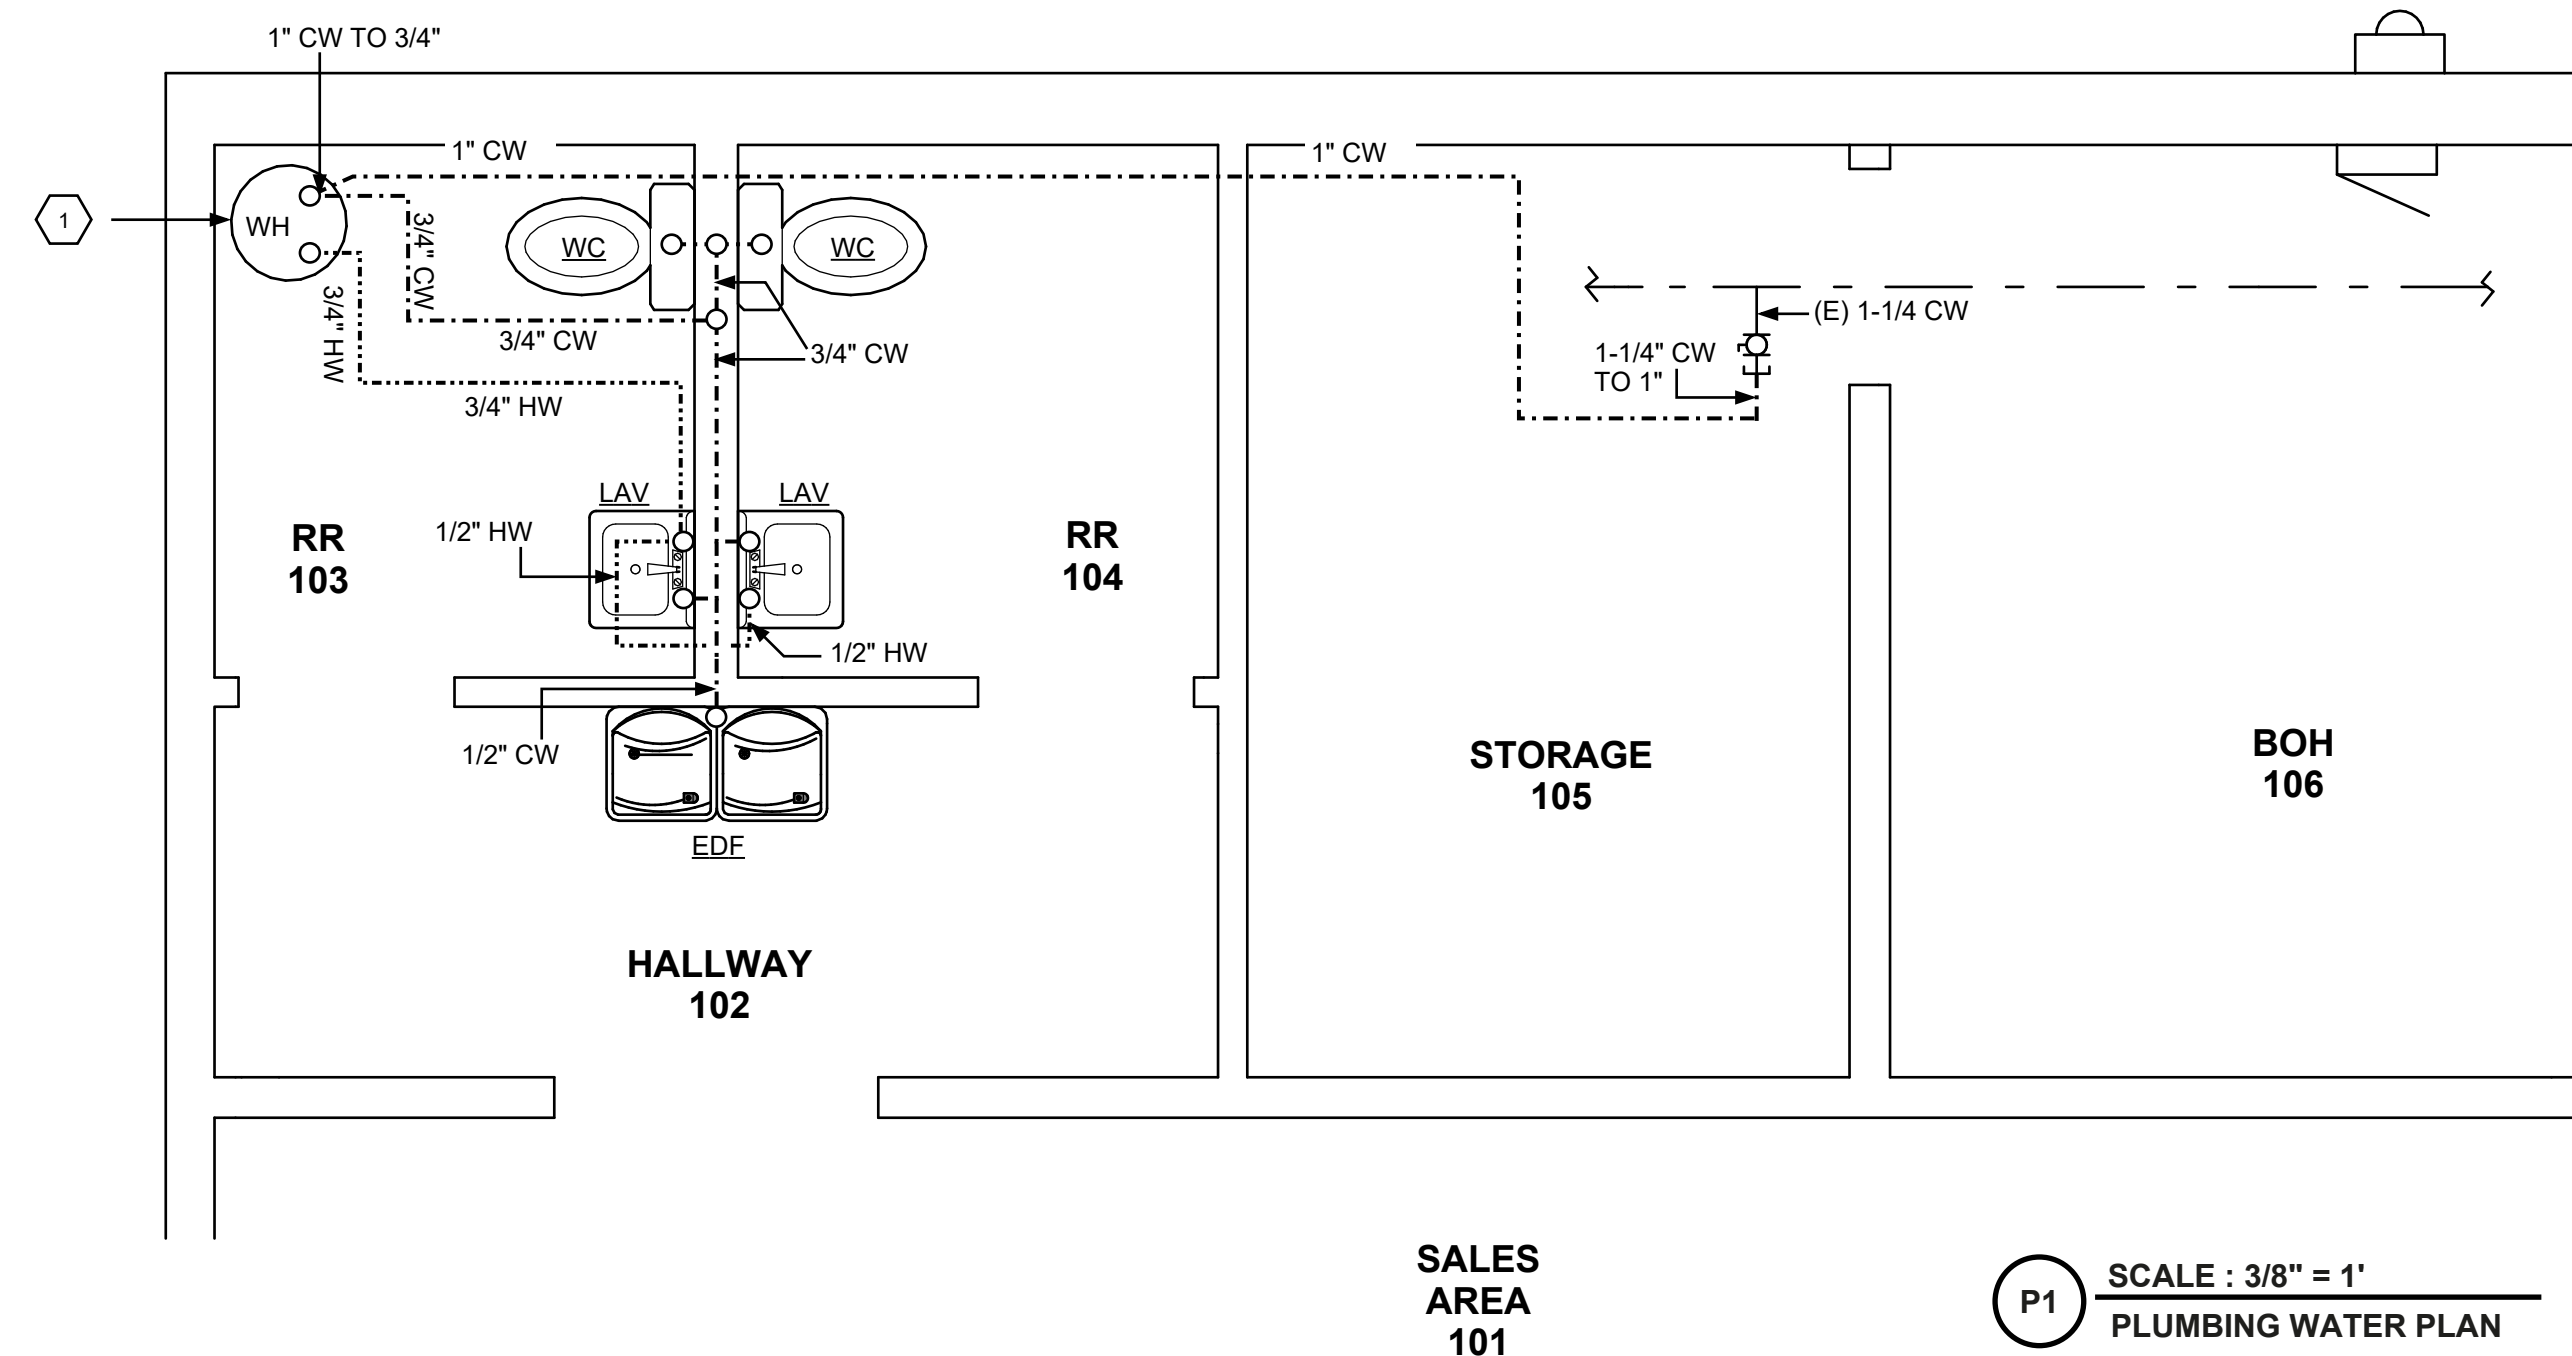 1" CW TO 3/4"
1" CW
1" CW
1
WH
3/4" CW
WC
WC
3/4" HW
3/4" CW
3/4" CW
(E) 1-1/4 CW
1-1/4" CW
TO 1"
3/4" HW
LAV
LAV
1/2" HW
RR
103
RR
104
1/2" HW
1/2" CW
STORAGE
105
BOH
106
EDF
HALLWAY
102
SALES
AREA
101
P1
SCALE : 3/8" = 1'
PLUMBING WATER PLAN